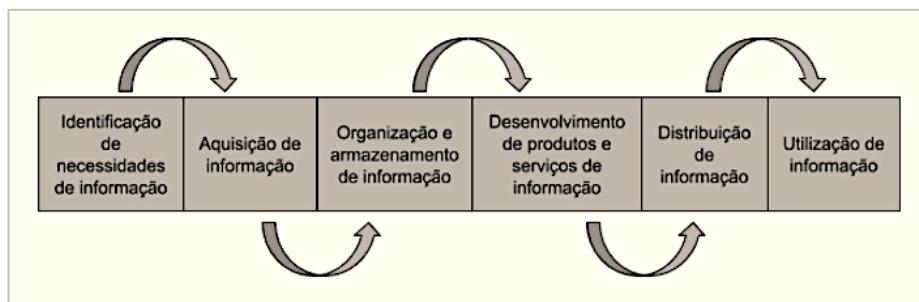 Identificação
de
necessidades
de informação
Aquisição de
informação
Organização e
armazenamento
de informação
Desenvolvimento
de produtos e
serviços de
informação
Distribuição
de
informação
Utilização de
informação